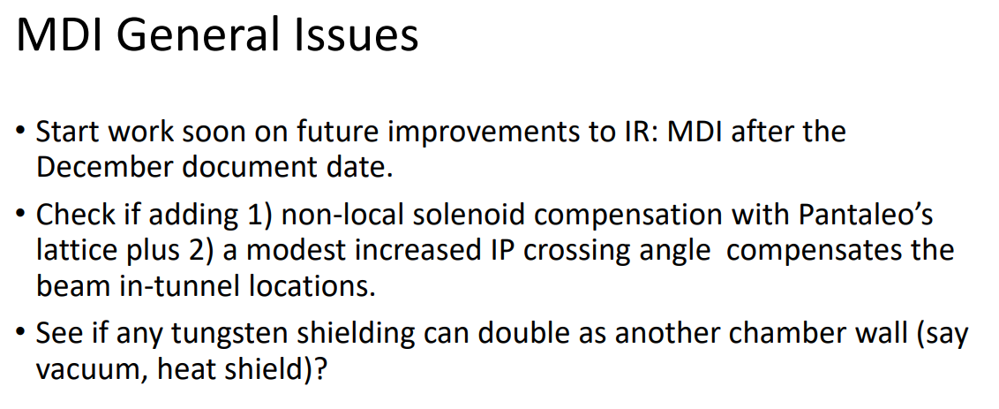 MDI General Issues
• Start work soon on future improvements to IR: MDI after the
December document date.
• Check if adding 1) non-local solenoid compensation with Pantaleo’s
lattice plus 2) a modest increased IP crossing angle  compensates the
beam in-tunnel locations.
• See if any tungsten shielding can double as another chamber wall (say
vacuum, heat shield)?